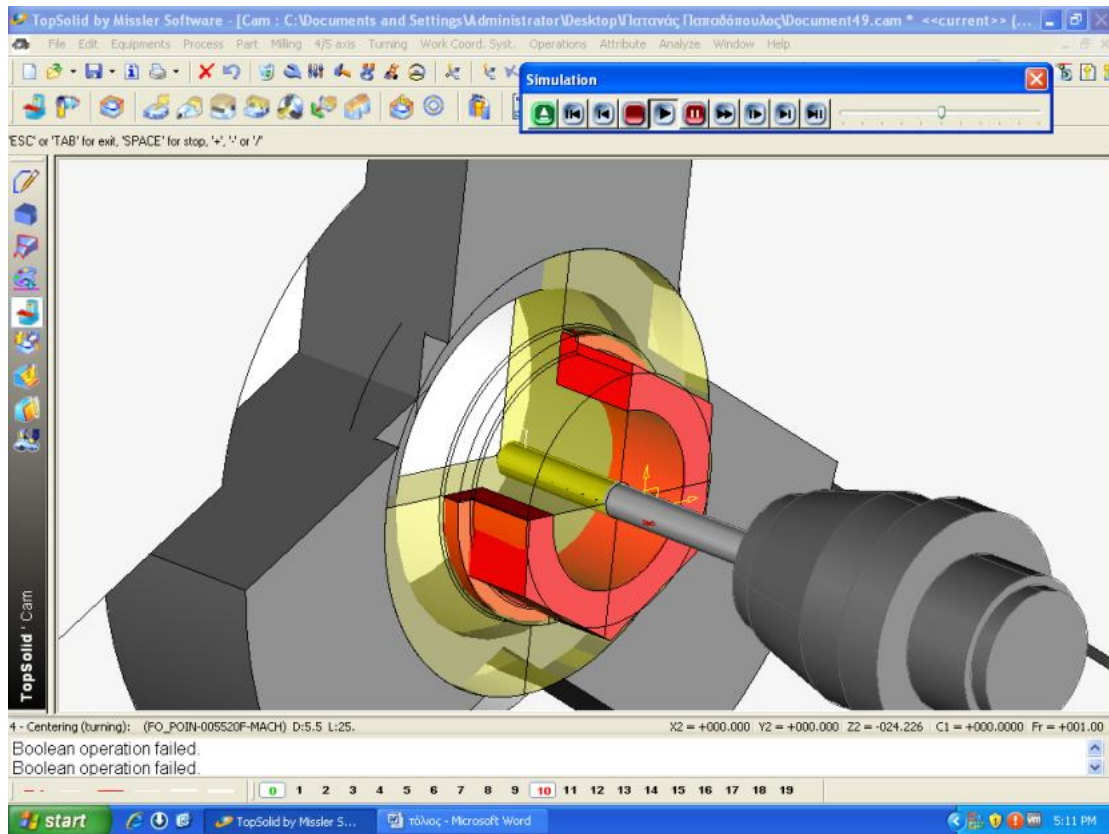 TopSolid by Missler Software - [Cam : C:\Documents and Settings\Administrator\Desktop\Πατανάς Παπαδόπουλος\Document49.cam * <<current>> (...
File Edit Equipments Process Part Milling 4/5 axis Turning Work Coord. Syst. Operations Attribute Analyze Window Help
Simulation
'ESC' or 'TAB' for exit, 'SPACE' for stop, '+', '-' or '/'
TopSolid'Cam
4 - Centering (turning): (FO_POIN-005520F-MACH) D:5.5 L:25.
X2 = +000.000 Y2 = +000.000 Z2 = -024.226 C1 = +000.0000 Fr = +001.00
Boolean operation failed.
Boolean operation failed.
0 1 2 3 4 5 6 7 8 9 10 11 12 13 14 15 16 17 18 19
start TopSolid by Missler S... τόλιος - Microsoft Word 5:11 PM